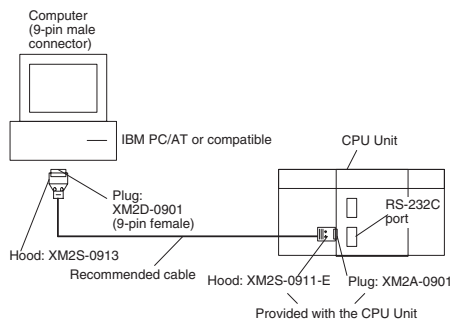 Computer
(9-pin male
connector)
IBM PC/AT or compatible
CPU Unit
Plug:
XM2D-0901
(9-pin female)
RS-232C
port
Hood: XM2S-0913
Recommended cable
Hood: XM2S-0911-E
Plug: XM2A-0901
Provided with the CPU Unit